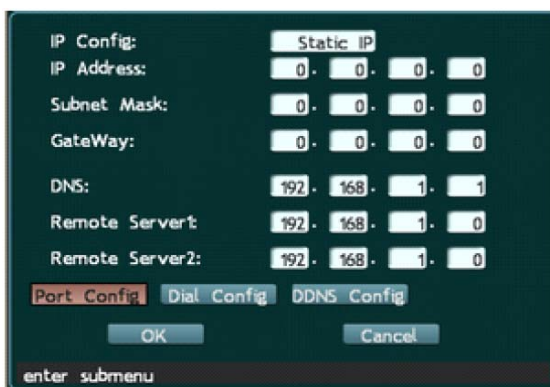 IP Config: Static IP
IP Address: 0. 0. 0. 0
Subnet Mask: 0. 0. 0. 0
GateWay: 0. 0. 0. 0
DNS: 192. 168. 1. 1
Remote Server1: 192. 168. 1. 0
Remote Server2: 192. 168. 1. 0
Port Config Dial Config DDNS Config
OK Cancel
enter submenu